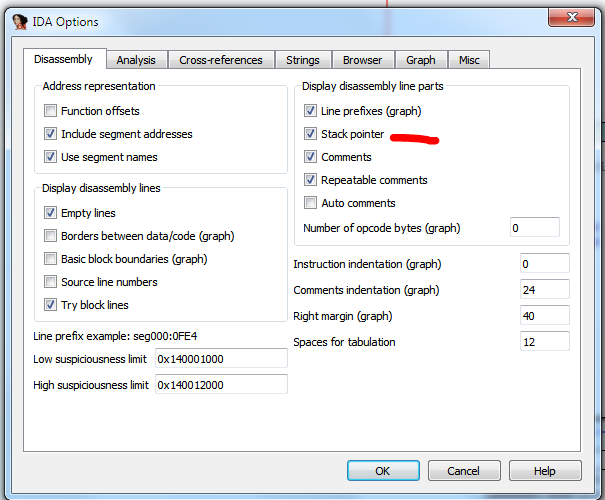 IDA Options
Disassembly Analysis Cross-references Strings Browser Graph Misc
Address representation
Function offsets
Include segment addresses
Use segment names
Display disassembly lines
Empty lines
Borders between data/code (graph)
Basic block boundaries (graph)
Source line numbers
Try block lines
Line prefix example: seg000:0FE4
Low suspiciousness limit 0x140001000
High suspiciousness limit 0x140012000
Display disassembly line parts
Line prefixes (graph)
Stack pointer
Comments
Repeatable comments
Auto comments
Number of opcode bytes (graph) 0
Instruction indentation (graph) 0
Comments indentation (graph) 24
Right margin (graph) 40
Spaces for tabulation 12
OK Cancel Help